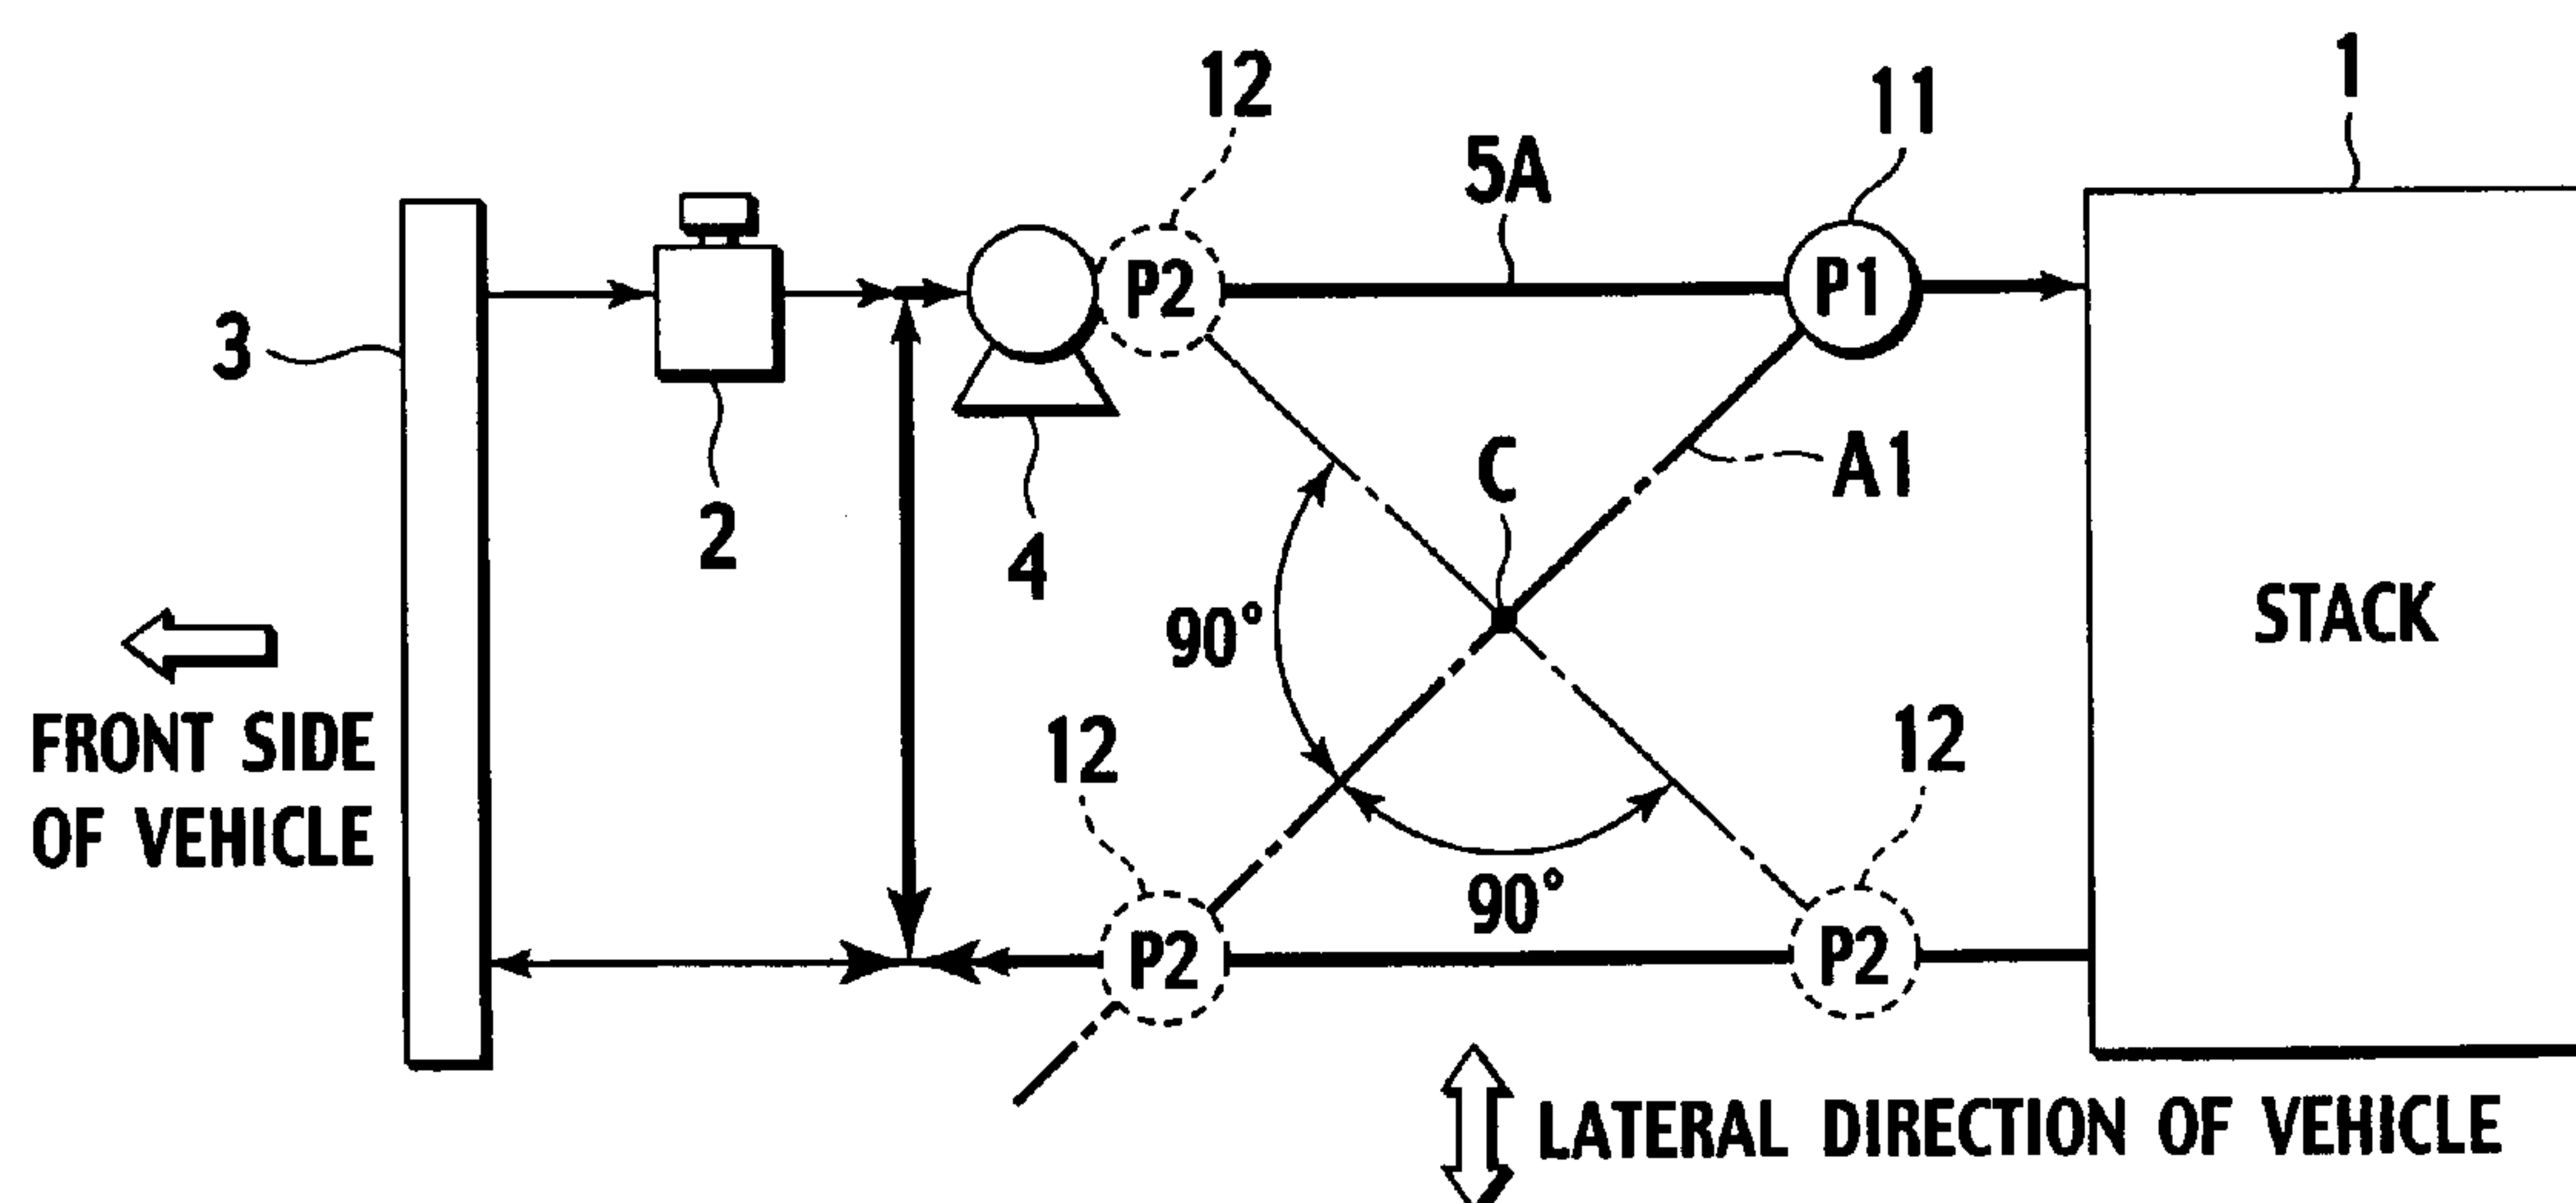 12
5A
11
1
P2
P1
3
2
4
C
A1
90°
STACK
FRONT SIDE
OF VEHICLE
12
12
90°
P2
P2
LATERAL DIRECTION OF VEHICLE